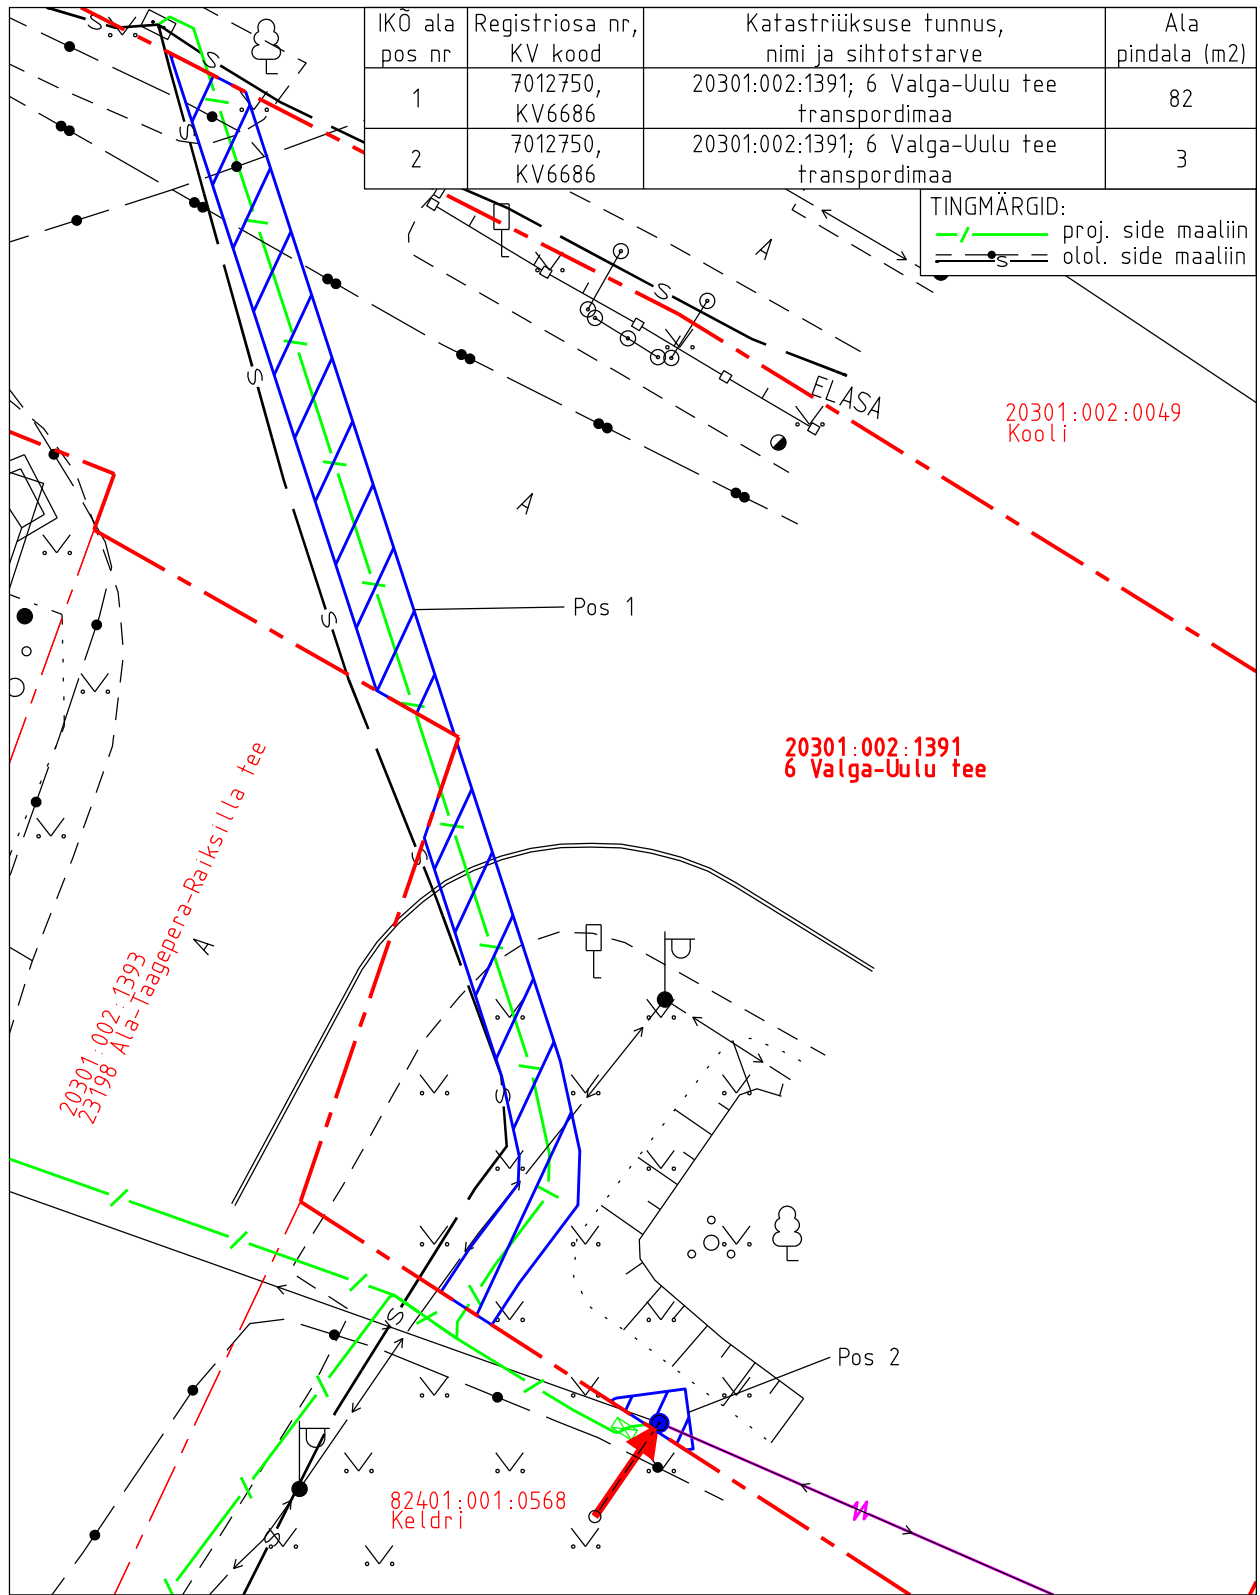 IKÕ ala pos nr
Registriosa nr, KV kood
Katastriüksuse tunnus, nimi ja sihtotstarve
Ala pindala (m2)
1
7012750, KV6686
20301:002:1391; 6 Valga-Uulu tee transpordimaa
82
2
7012750, KV6686
20301:002:1391; 6 Valga-Uulu tee transpordimaa
3
TINGMÄRGID:
proj. side maaliin
olol. side maaliin
S
S
S
S
A
S
ELASA
20301:002:0049
Kooli
S
A
S
Pos 1
20301:002:1391
6 Valga-Uulu tee
S
20301:002:1393
23198 Ala-Taagepera-Raiksilla tee
A
S
S
Pos 2
82401:001:0568
Keldri
S